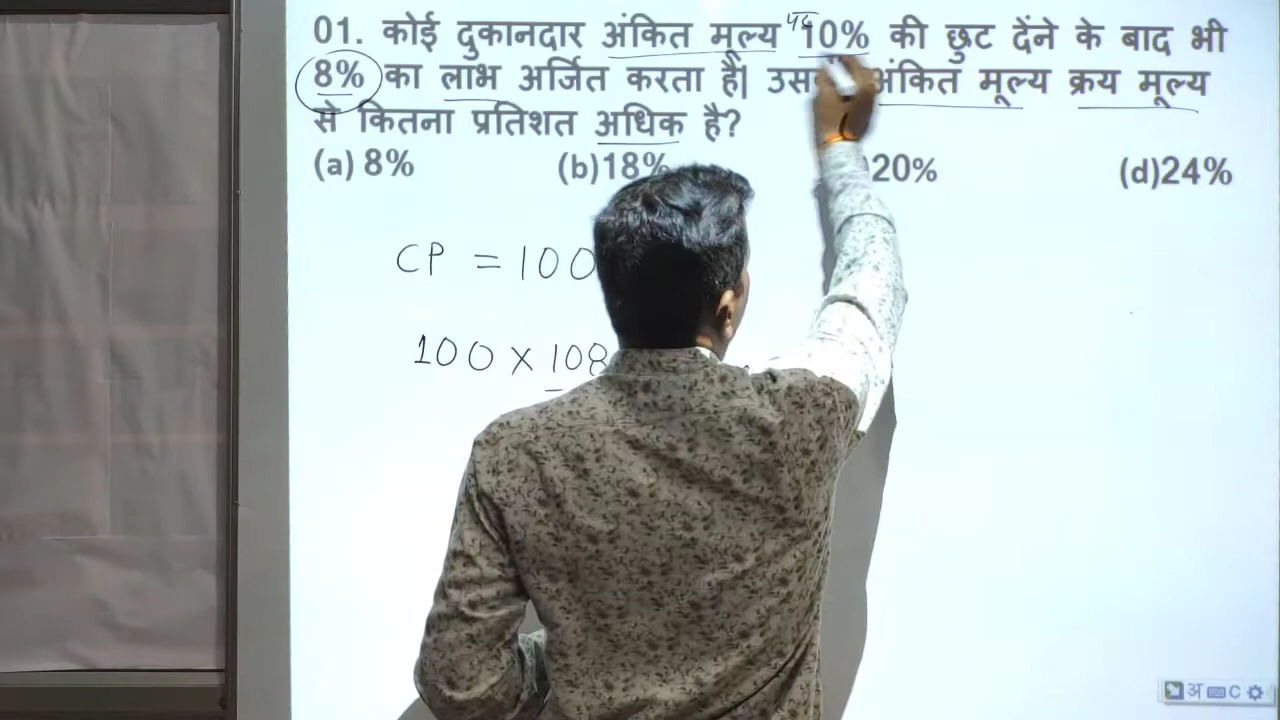 01. कोई दुकानदार अंकित मूल्य पर 10% की छुट देंने के बाद भी
8% का लाभ अर्जित करता है| अंकित मूल्य क्रय मूल्य
से कितना प्रतिशत अधिक है?
(a) 8% (b)18% 20% (d)24%
CP = 100
100 × 108
अ C